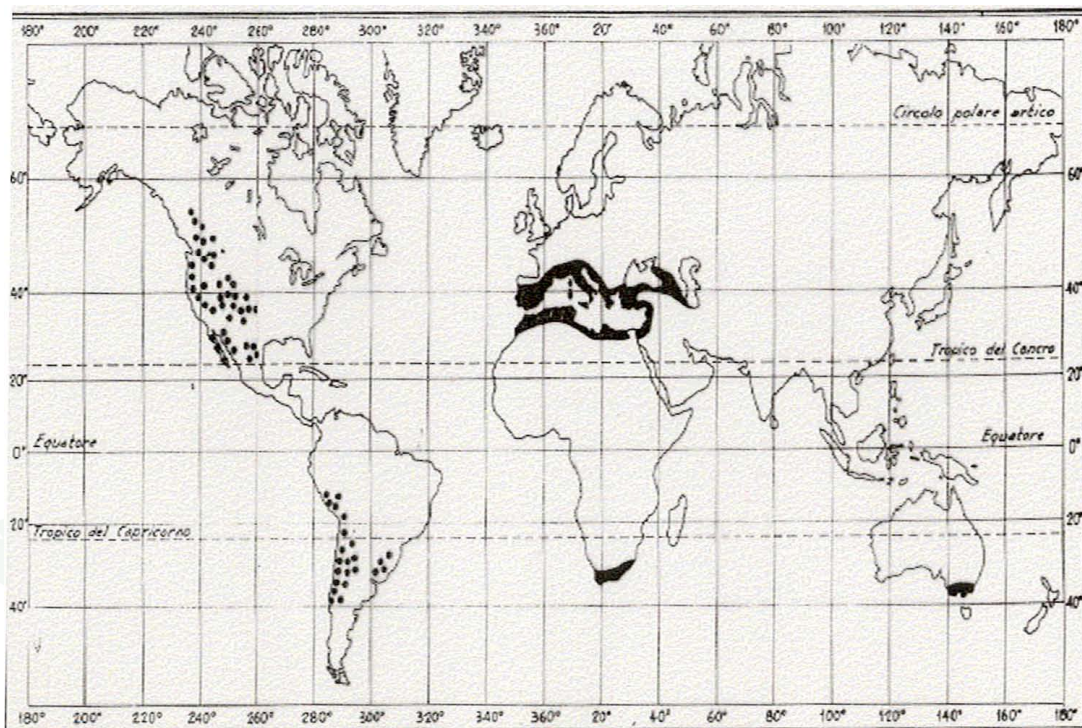 180° 200° 220° 240° 260° 280° 300° 320° 340° 360° 20° 40° 60° 80° 100° 120° 140° 160° 180°
Circolo polare artico
60° 60°
40° 40°
Tropico del Cancro
20° 20°
Equatore Equatore
0° 0°
20° 20°
Tropico del Capricorno
40° 40°
180° 200° 220° 240° 260° 280° 300° 320° 340° 360° 20° 40° 60° 80° 100° 120° 140° 160° 180°